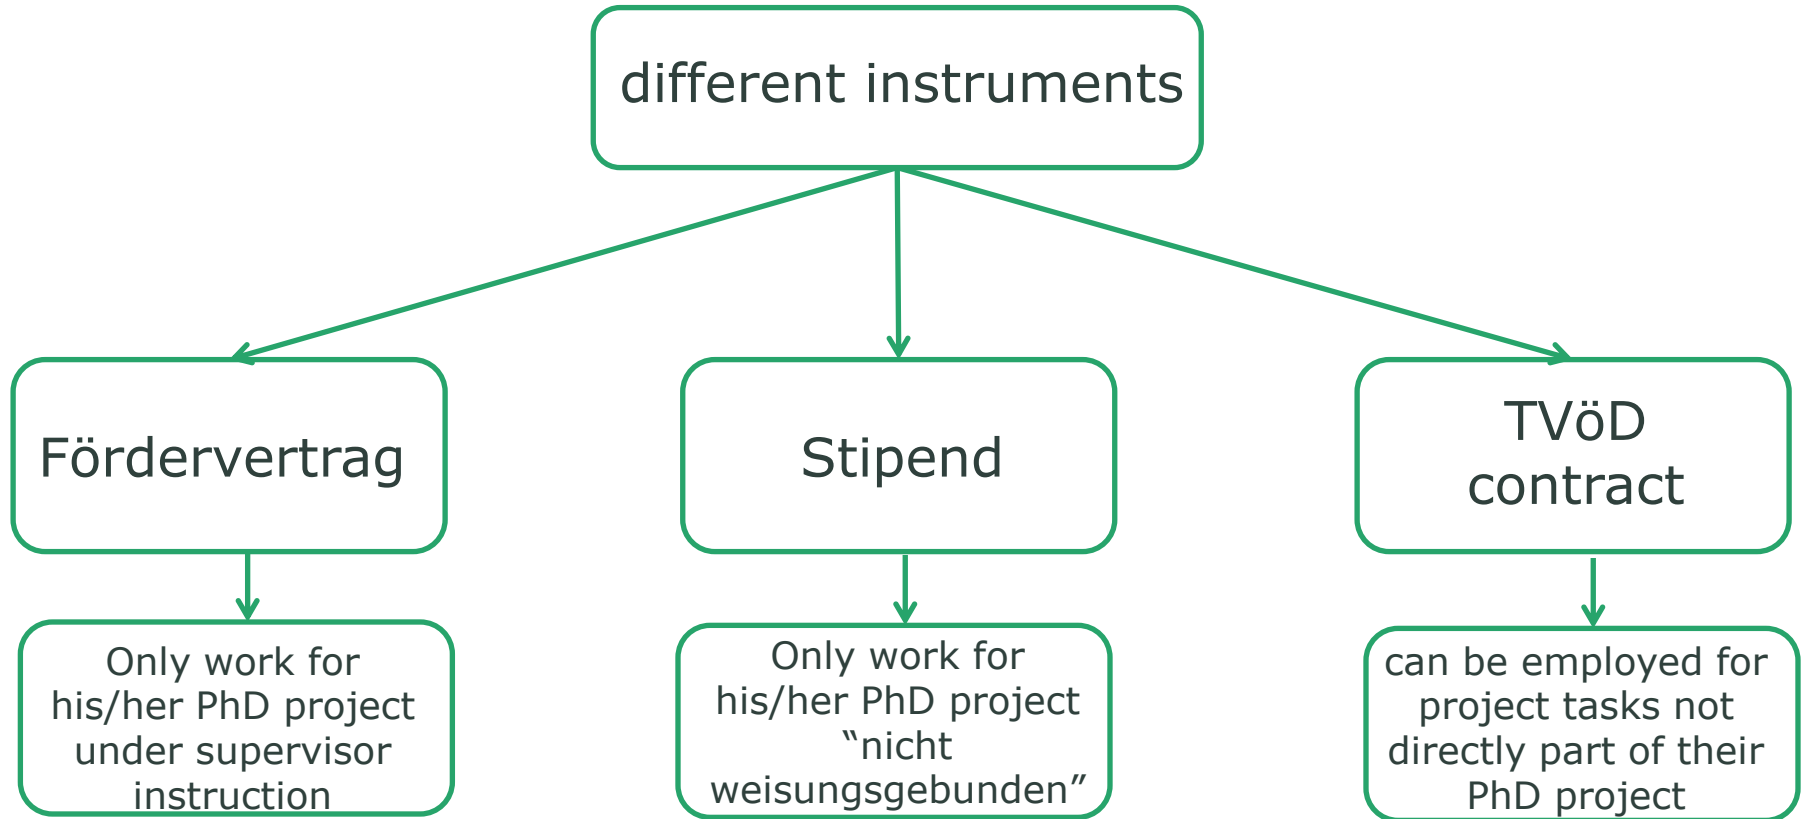 different instruments
Fördervertrag
Stipend
TVöD
contract
Only work for
his/her PhD project
under supervisor
instruction
Only work for
his/her PhD project
“nicht
weisungsgebunden”
can be employed for
project tasks not
directly part of their
PhD project